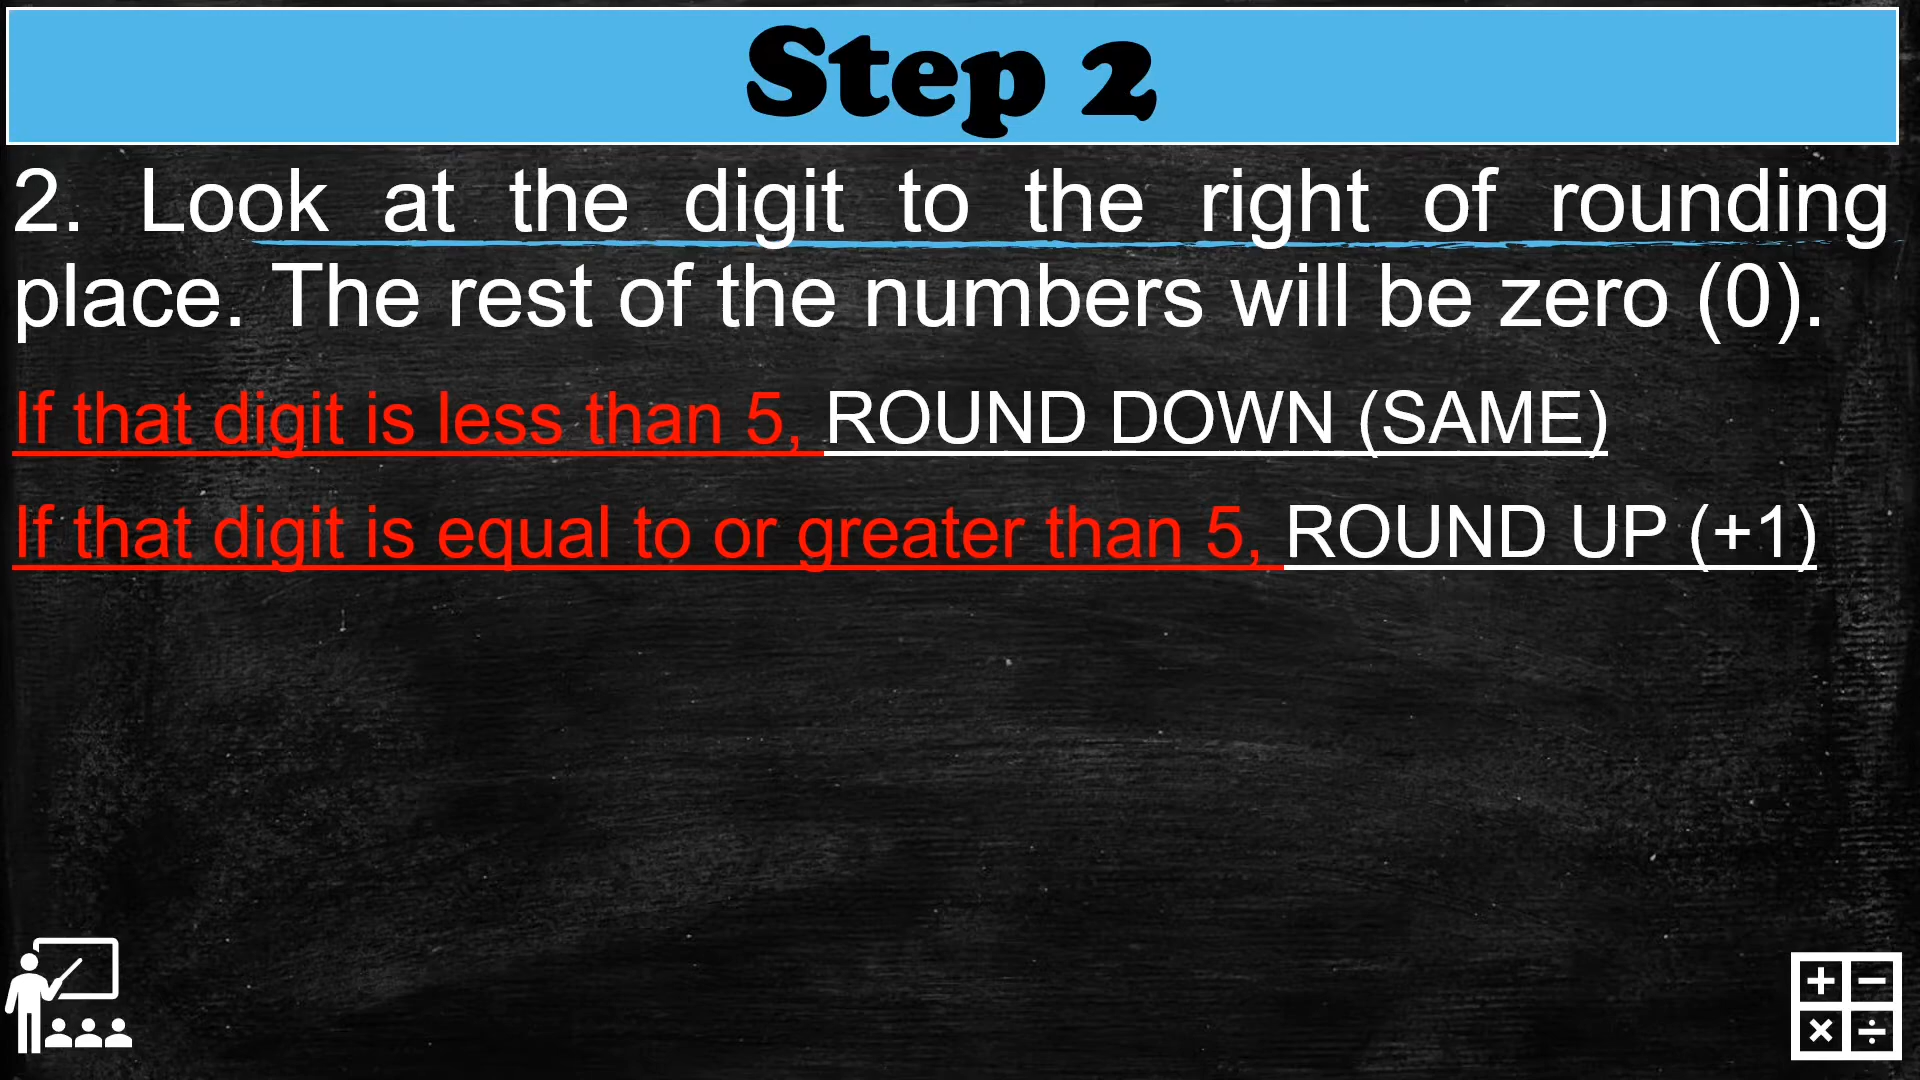 Step 2
2. Look at the digit to the right of rounding
place. The rest of the numbers will be zero (0).
If that digit is less than 5, ROUND DOWN (SAME)
If that digit is equal to or greater than 5, ROUND UP (+1)